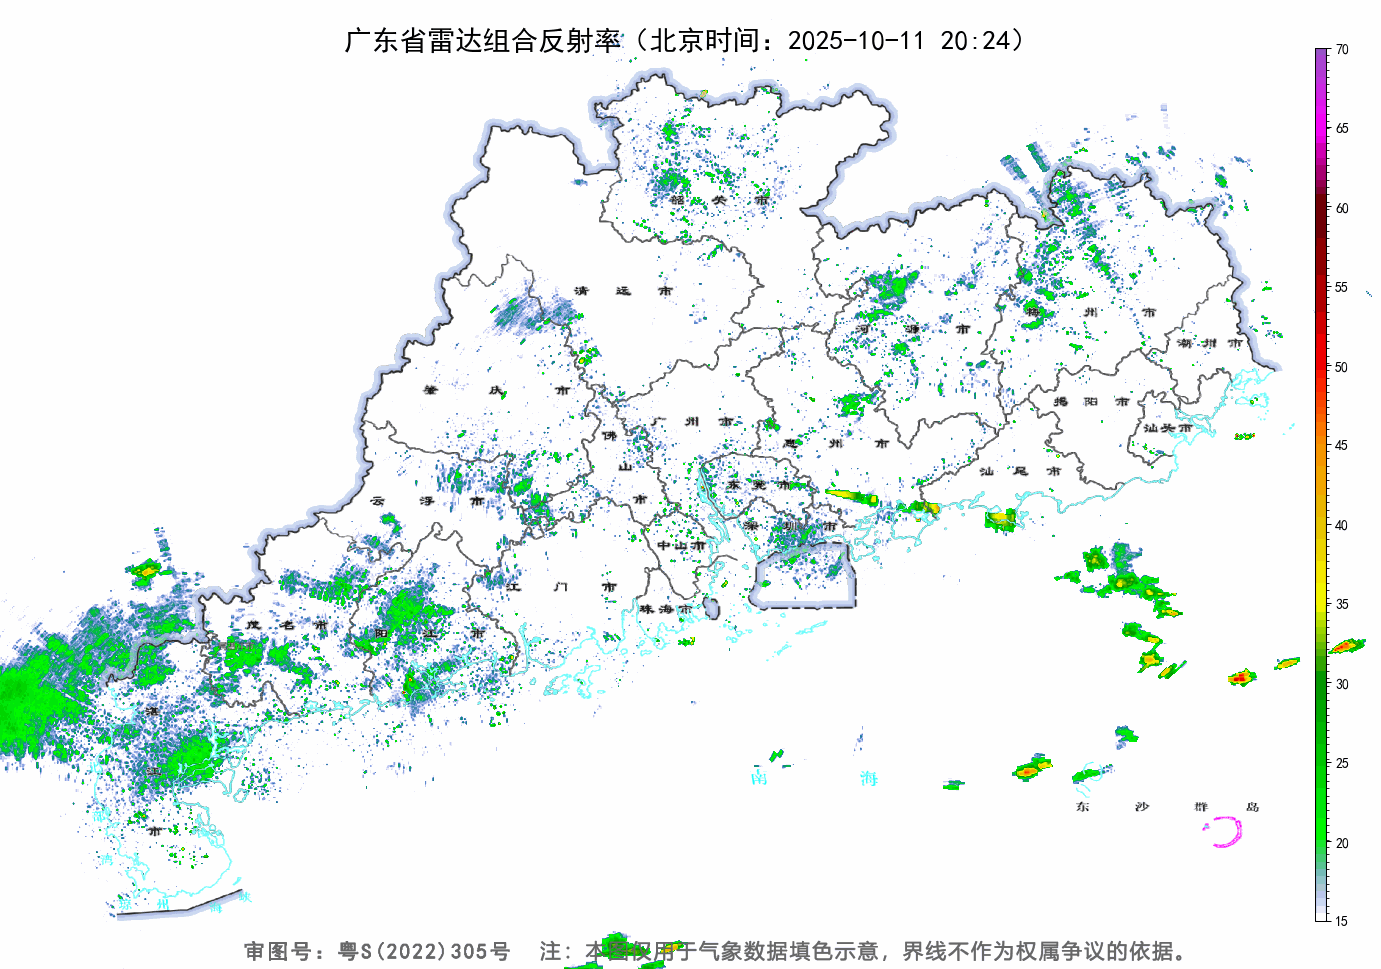 广东省雷达组合反射率（北京时间：2025-10-11 20:24）
70
65
60
55
50
45
40
35
30
25
20
15
韶 关 市
清 远 市
河 源 市
梅 州 市
潮 州 市
肇 庆 市
广 州 市
揭 阳 市
汕头市
佛 山 市
惠 州 市
汕 尾 市
云 浮 市
东 莞 市
深 圳 市
中山市
江 门 市
珠海市
茂 名 市
阳 江 市
湛 江 市
南 海
东 沙 群 岛
琼 州 海 峡
审图号：粤S(2022)305号 注：本图仅用于气象数据填色示意，界线不作为权属争议的依据。